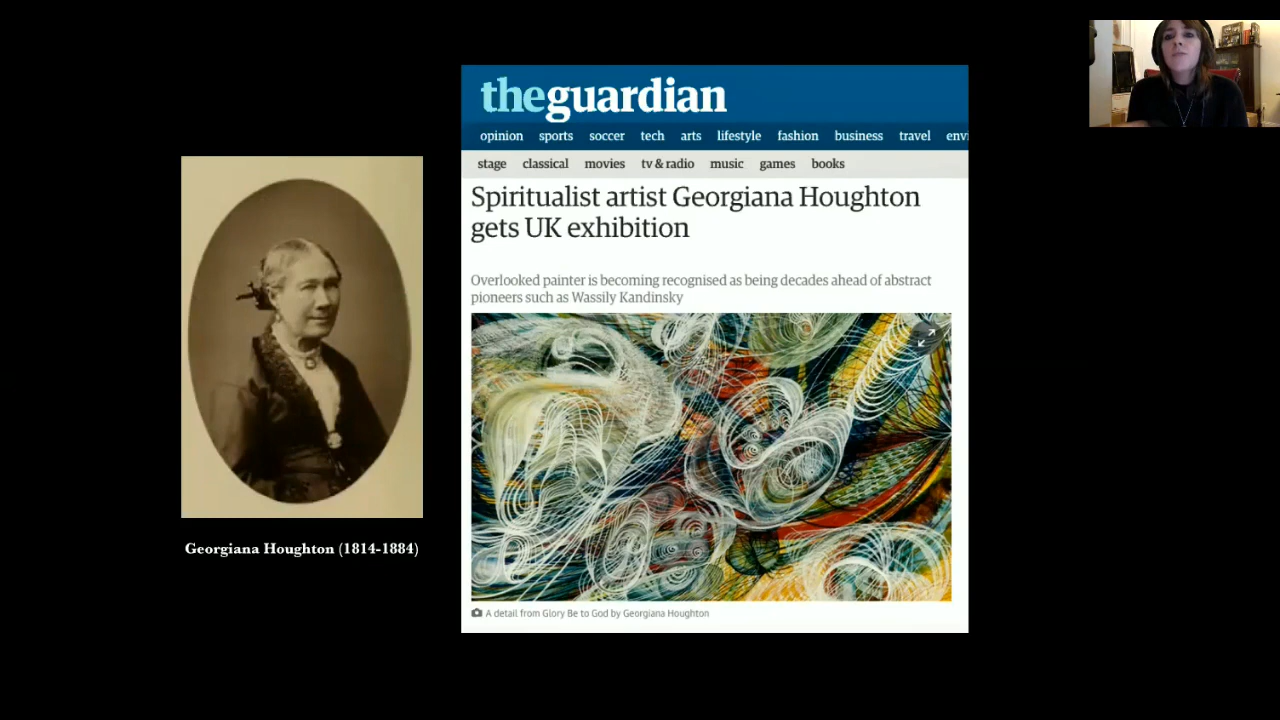 theguardian
opinion sports soccer tech arts lifestyle fashion business travel envi
stage classical movies tv & radio music games books
Spiritualist artist Georgiana Houghton
gets UK exhibition
Overlooked painter is becoming recognised as being decades ahead of abstract
pioneers such as Wassily Kandinsky
A detail from Glory Be to God by Georgiana Houghton
Georgiana Houghton (1814-1884)